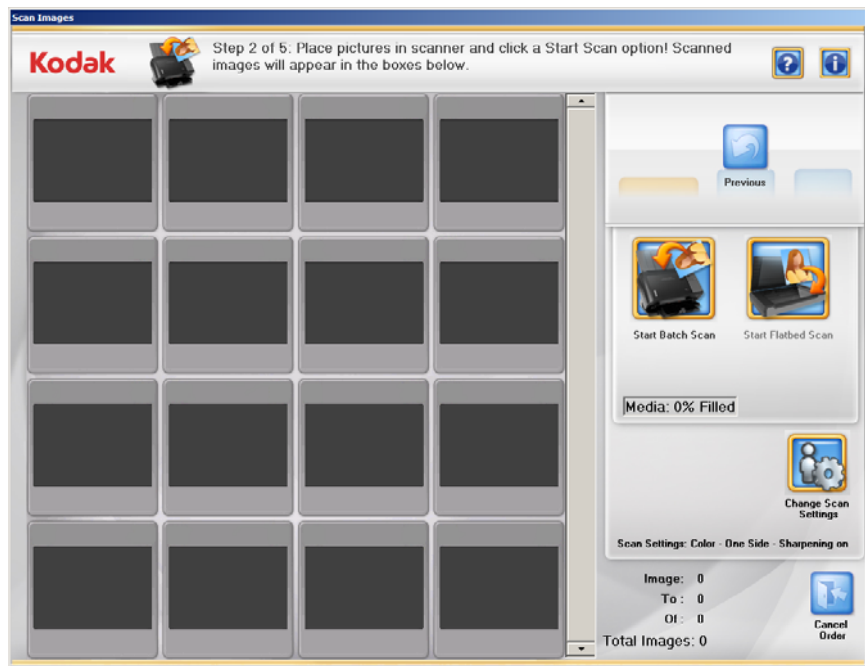 Scan Images
Kodak
Step 2 of 5: Place pictures in scanner and click a Start Scan option! Scanned
images will appear in the boxes below.
Previous
Start Batch Scan
Start Flatbed Scan
Media: 0% Filled
Change Scan
Settings
Scan Settings: Color - One Side - Sharpening on
Image: 0
To : 0
Of : 0
Total Images: 0
Cancel
Order